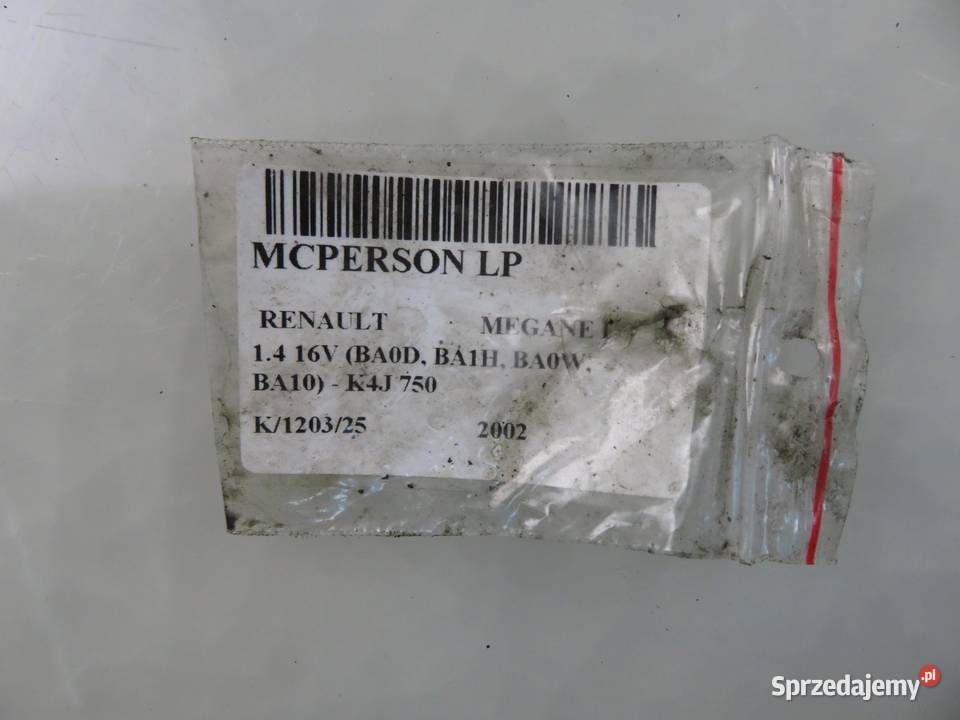 MCPERSON LP
RENAULT MEGANE I
1.4 16V (BA0D, BA1H, BA0W,
BA10) - K4J 750
K/1203/25 2002
Sprzedajemy.pl